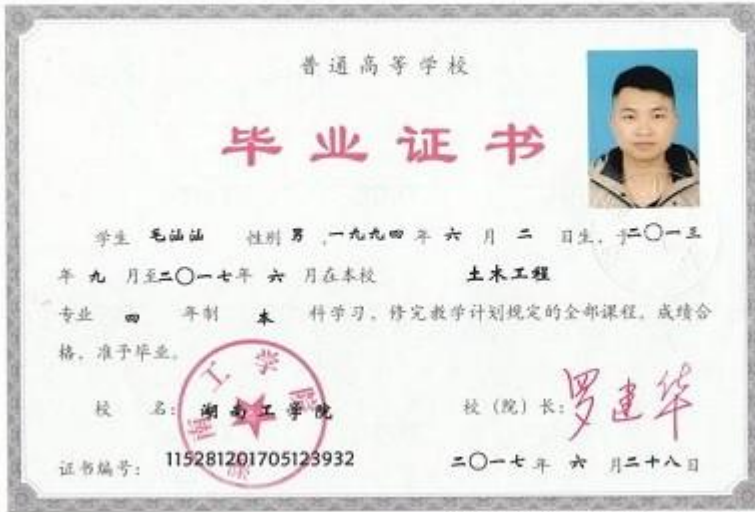 普通高等学校
毕业证书
学生 毛汕汕 性别 男 ,一九九四 年 六 月 二 日生, 于二〇一三
年 九 月至二〇一七年 六 月在本校 土木工程
专业 四 年制 本 科学习, 修完教学计划规定的全部课程, 成绩合
格, 准予毕业。
校 名: 湖南工学院 校 (院) 长: 罗建华
湖南工学院
证书编号: 115281201705123932 二〇一七 年 六 月二十八日